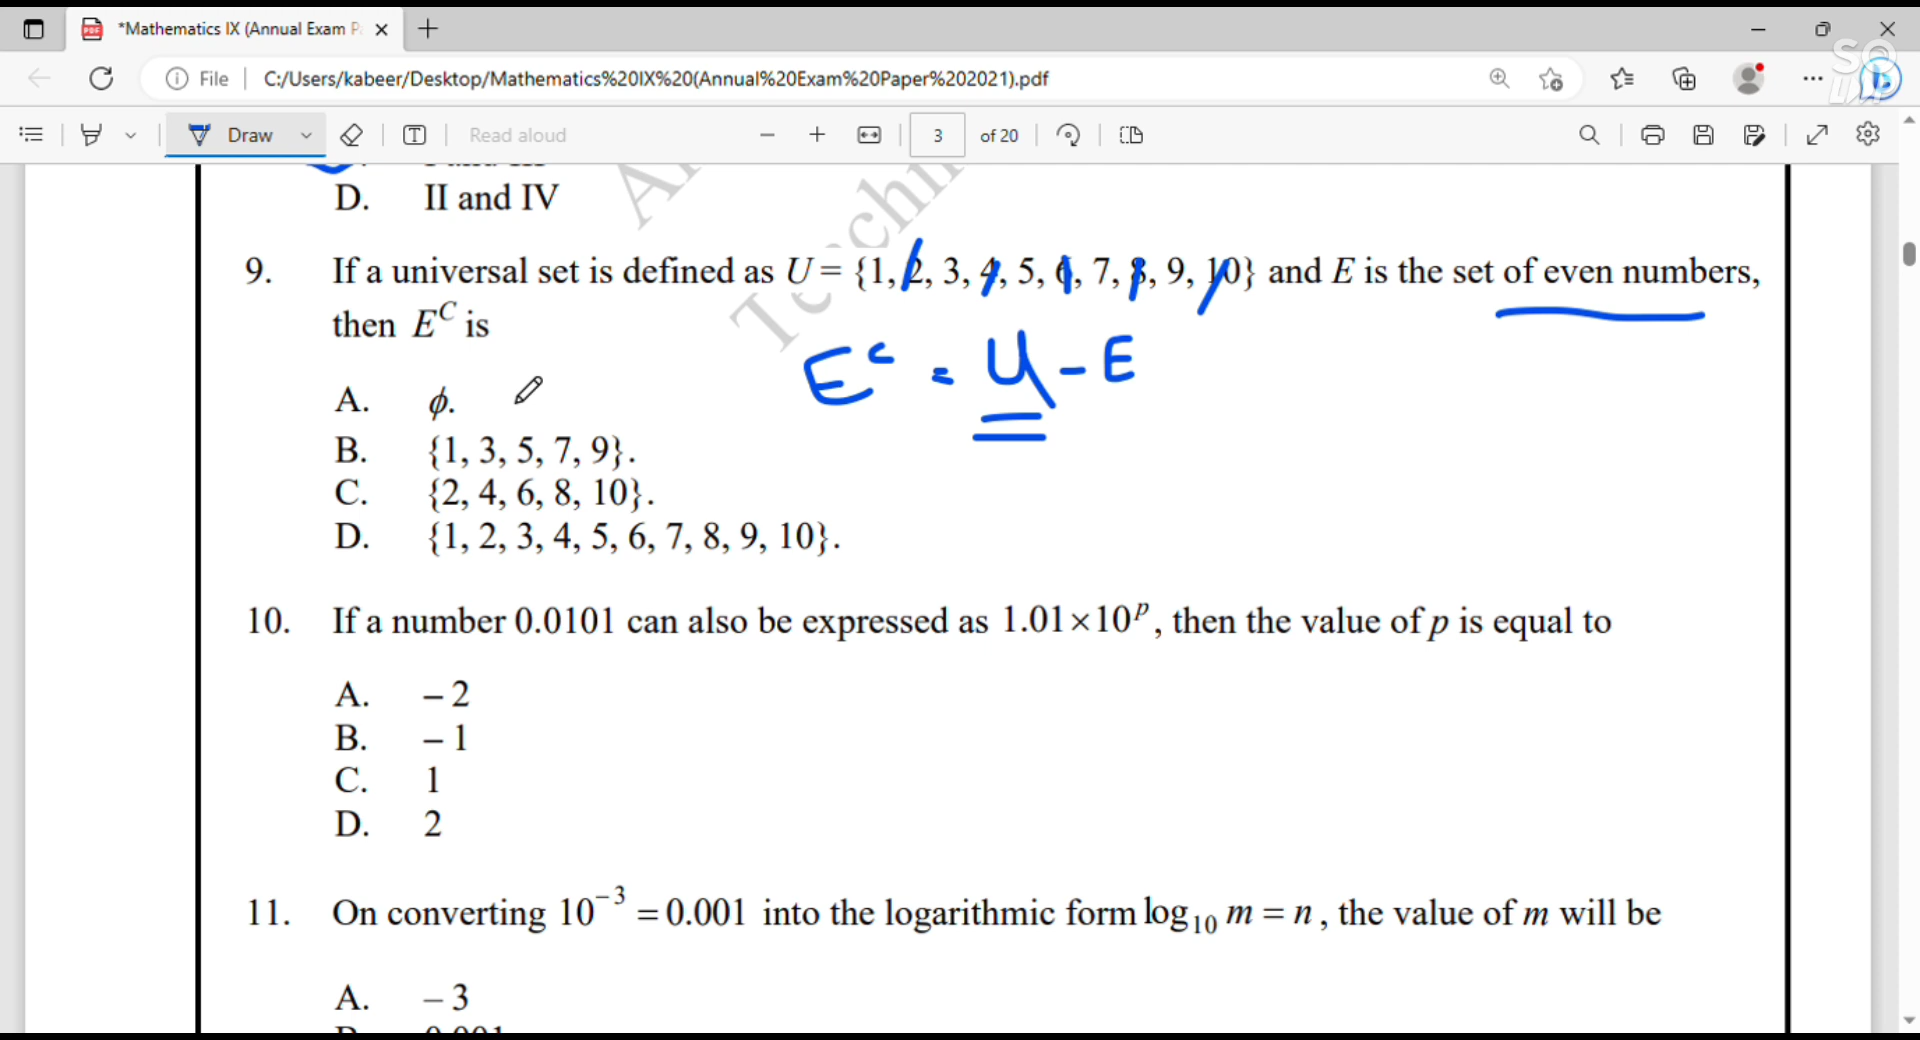 *Mathematics IX (Annual Exam P
File C:/Users/kabeer/Desktop/Mathematics%20IX%20(Annual%20Exam%20Paper%202021).pdf
Draw Read aloud 3 of 20
D. II and IV
9. If a universal set is defined as U = {1, 2, 3, 4, 5, 6, 7, 8, 9, 10} and E is the set of even numbers,
then E^C is
E^c = U - E
A. ϕ.
B. {1, 3, 5, 7, 9}.
C. {2, 4, 6, 8, 10}.
D. {1, 2, 3, 4, 5, 6, 7, 8, 9, 10}.
10. If a number 0.0101 can also be expressed as 1.01×10^p, then the value of p is equal to
A. – 2
B. – 1
C. 1
D. 2
11. On converting 10^–3 = 0.001 into the logarithmic form log₁₀ m = n, the value of m will be
A. – 3